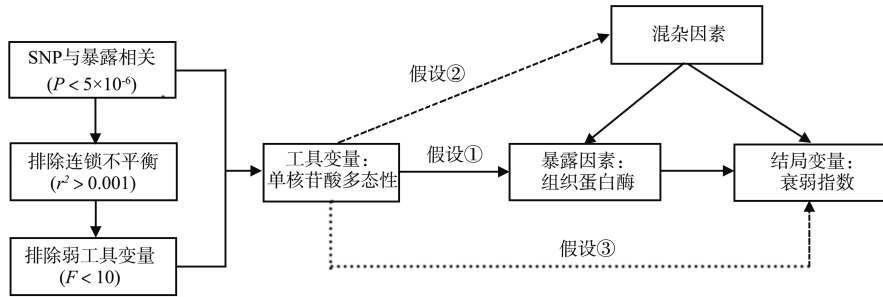 SNP与暴露相关
(P < 5×10⁻⁶)
排除连锁不平衡
(r² > 0.001)
排除弱工具变量
(F < 10)
工具变量：
单核苷酸多态性
假设②
假设①
假设③
混杂因素
暴露因素：
组织蛋白酶
结局变量：
衰弱指数